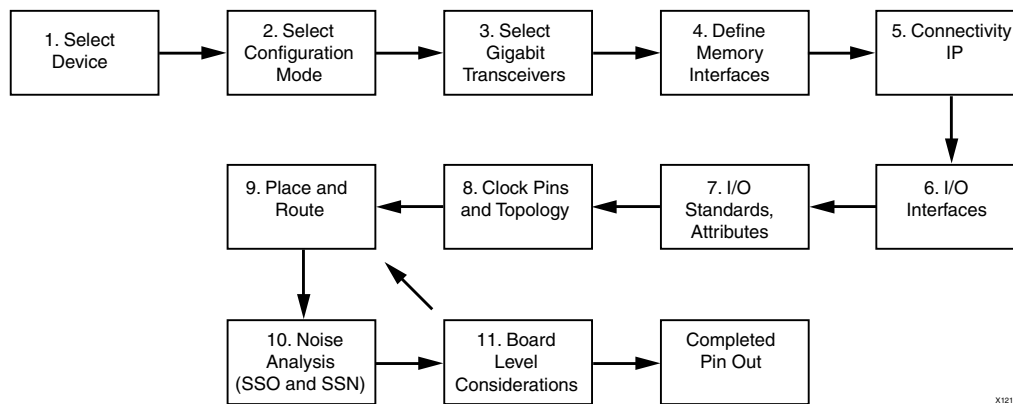 1. Select
Device
2. Select
Configuration
Mode
3. Select
Gigabit
Transceivers
4. Define
Memory
Interfaces
5. Connectivity
IP
6. I/O
Interfaces
7. I/O
Standards,
Attributes
8. Clock Pins
and Topology
9. Place and
Route
10. Noise
Analysis
(SSO and SSN)
11. Board
Level
Considerations
Completed
Pin Out